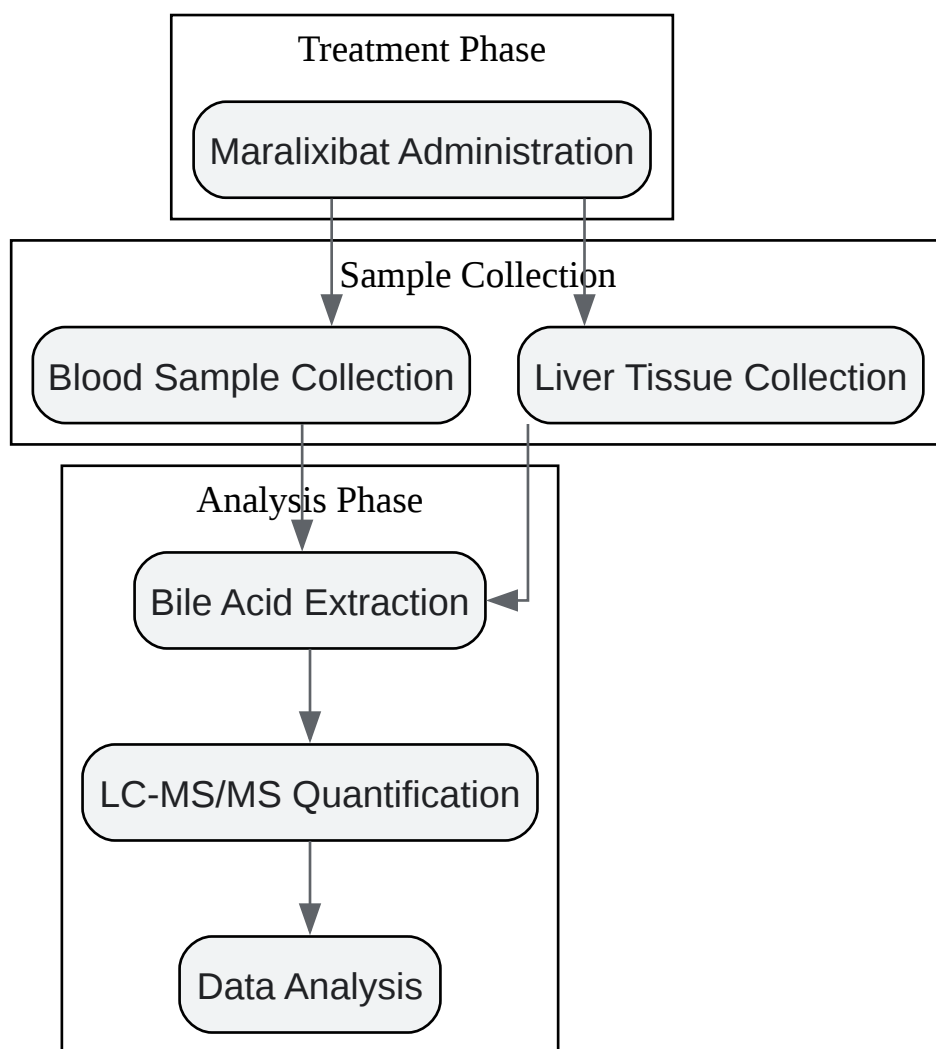 Treatment Phase
Maralixibat Administration
Sample Collection
Blood Sample Collection
Liver Tissue Collection
Analysis Phase
Bile Acid Extraction
LC-MS/MS Quantification
Data Analysis